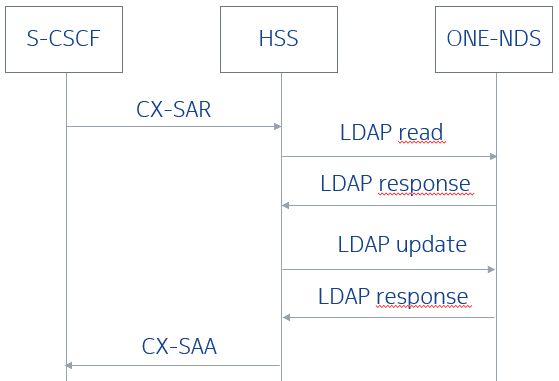 S-CSCF
HSS
ONE-NDS
CX-SAR
LDAP read
LDAP response
LDAP update
LDAP response
CX-SAA